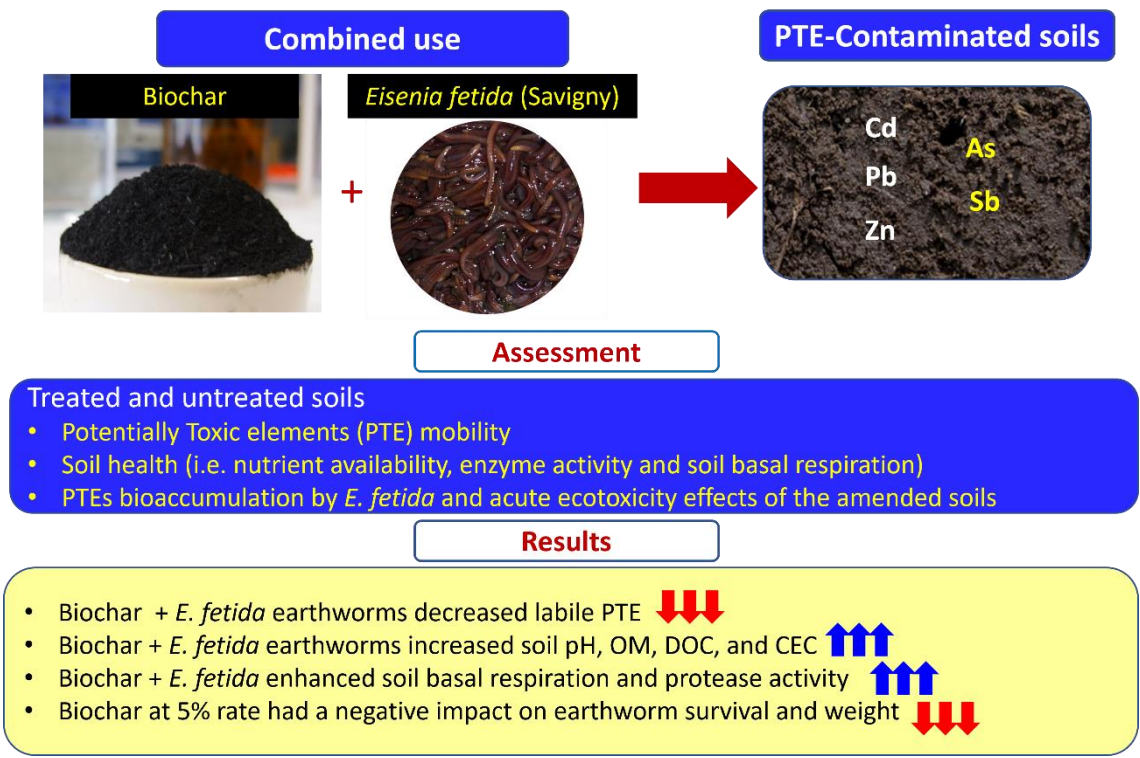 Combined use
PTE-Contaminated soils
Biochar
Eisenia fetida (Savigny)
+
Cd
As
Pb
Sb
Zn
Assessment
Treated and untreated soils
• Potentially Toxic elements (PTE) mobility
• Soil health (i.e. nutrient availability, enzyme activity and soil basal respiration)
• PTEs bioaccumulation by E. fetida and acute ecotoxicity effects of the amended soils
Results
• Biochar + E. fetida earthworms decreased labile PTE
• Biochar + E. fetida earthworms increased soil pH, OM, DOC, and CEC
• Biochar + E. fetida enhanced soil basal respiration and protease activity
• Biochar at 5% rate had a negative impact on earthworm survival and weight